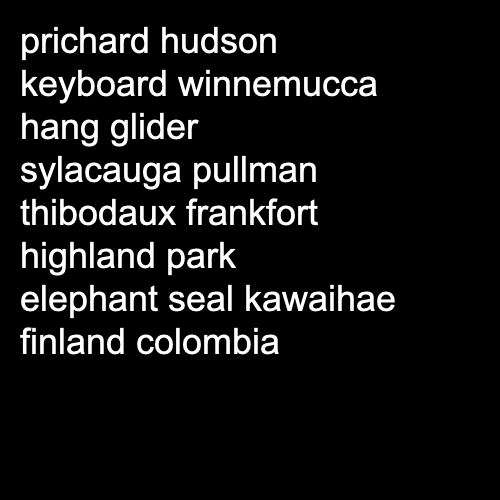 prichard hudson
keyboard winnemucca
hang glider
sylacauga pullman
thibodaux frankfort
highland park
elephant seal kawaihae
finland colombia